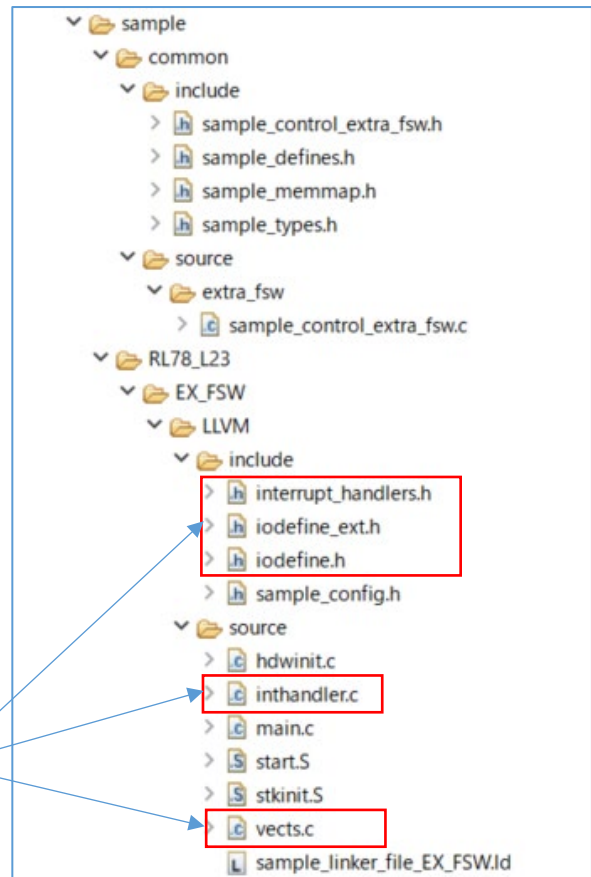 sample
common
include
.h sample_control_extra_fsw.h
.h sample_defines.h
.h sample_memmap.h
.h sample_types.h
source
extra_fsw
.c sample_control_extra_fsw.c
RL78_L23
EX_FSW
LLVM
include
.h interrupt_handlers.h
.h iodefine_ext.h
.h iodefine.h
.h sample_config.h
source
.c hdwinit.c
.c inthandler.c
.c main.c
.S start.S
.S stkinit.S
.c vects.c
L sample_linker_file_EX_FSW.ld